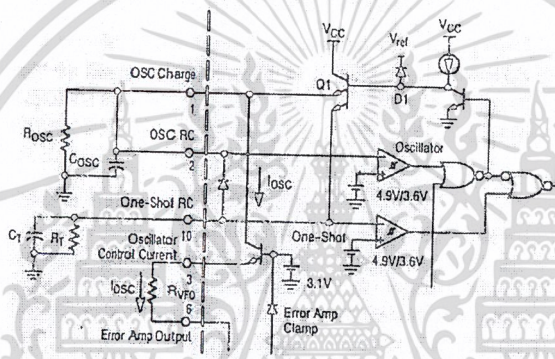 VCC
Vref
VCC
OSC Charge
1
Q1
D1
ROSC
COSC
OSC RC
2
Oscillator
IOSC
4.9V/3.6V
One-Shot RC
10
One-Shot
CT
RT
Oscillator
Control Current
3
4.9V/3.6V
3.1V
IOSC
RVFO
6
Error Amp Output
Error Amp
Clamp